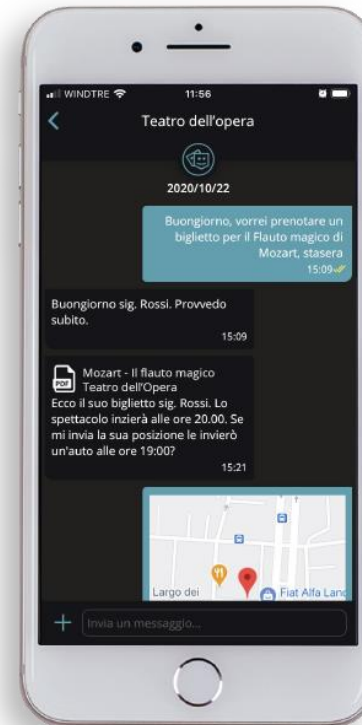 WINDTRE 11:56
Teatro dell'opera
2020/10/22
Buongiorno, vorrei prenotare un
biglietto per il Flauto magico di
Mozart, stasera
15:09
Buongiorno sig. Rossi. Provvedo
subito.
15:09
PDF
Mozart - Il flauto magico
Teatro dell'Opera
Ecco il suo biglietto sig. Rossi. Lo
spettacolo inzierà alle ore 20.00. Se
mi invia la sua posizione le invierò
un'auto alle ore 19:00?
15:21
Largo dei
Fiat Alfa Lanc
Invia un messaggio...